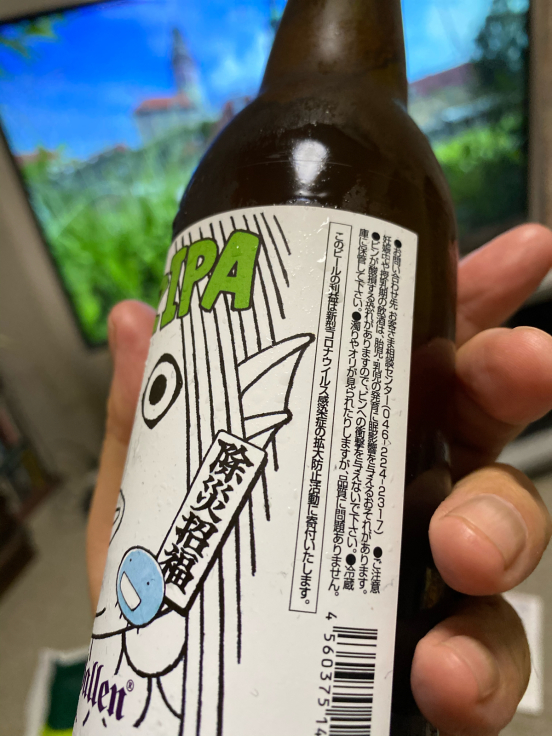 IPA
除災招福
allen®
このビールの利益は新型コロナウイルス感染症の拡大防止活動に寄付いたします。
●お問い合わせ先 お客さま相談センター(046-224-2317) ●ご注意
妊娠中や授乳期の飲酒は、胎児・乳児の発育に悪影響を与えるおそれがあります。
●ビンが破損する恐れがありますので、ビンへの衝撃を与えないで下さい。●冷蔵
庫に保管して下さい。●濁りやオリが見られたりしますが、品質に問題ありません。
4 560375 14